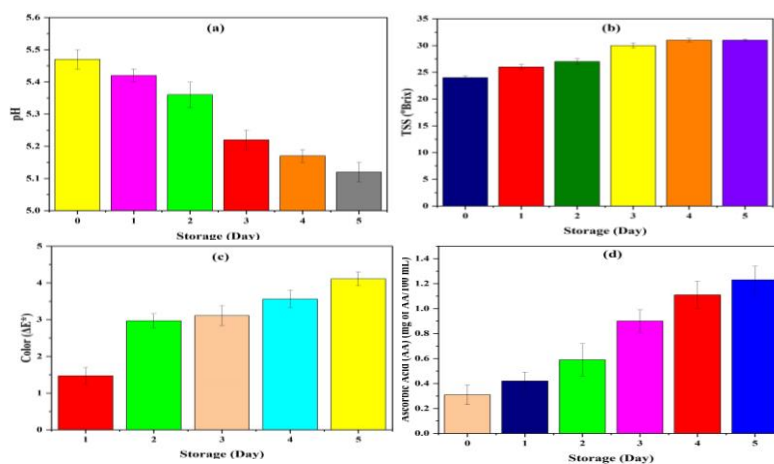 (a)
5.6
5.5
5.4
5.3
5.2
5.1
5.0
pH
0 1 2 3 4 5
Storage (Day)
(b)
35
30
25
20
15
10
5
0
TSS (°Brix)
0 1 2 3 4 5
Storage (Day)
(c)
5
4
3
2
1
0
Color (ΔE*)
1 2 3 4 5
Storage (Day)
(d)
1.4
1.2
1.0
0.8
0.6
0.4
0.2
0.0
Ascorbic Acid (AA) (mg of AA/100 mL)
0 1 2 3 4 5
Storage (Day)